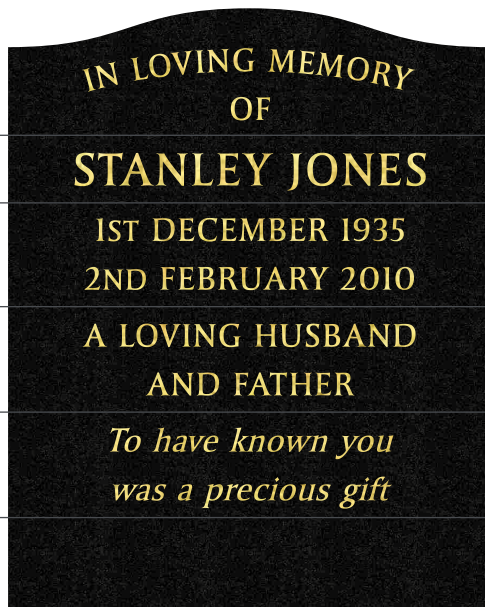 IN LOVING MEMORY
OF
STANLEY JONES
1ST DECEMBER 1935
2ND FEBRUARY 2010
A LOVING HUSBAND
AND FATHER
To have known you
was a precious gift